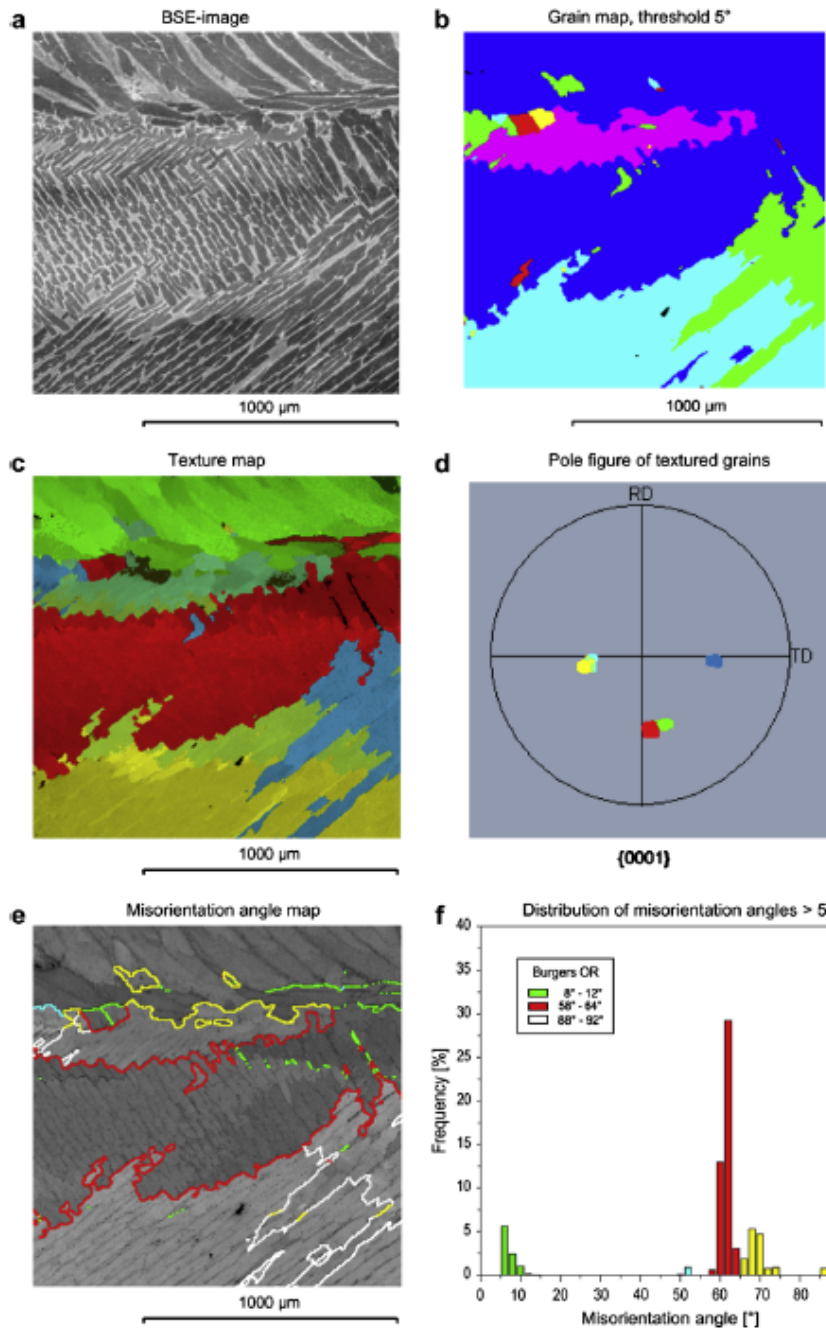 a
BSE-image
1000 µm
b
Grain map, threshold 5°
1000 µm
c
Texture map
1000 µm
d
Pole figure of textured grains
RD
TD
{0001}
e
Misorientation angle map
1000 µm
f
Distribution of misorientation angles > 5
Frequency [%]
40
35
30
25
20
15
10
5
0
Burgers OR
8° - 12°
58° - 64°
88° - 92°
0 10 20 30 40 50 60 70 80
Misorientation angle [°]